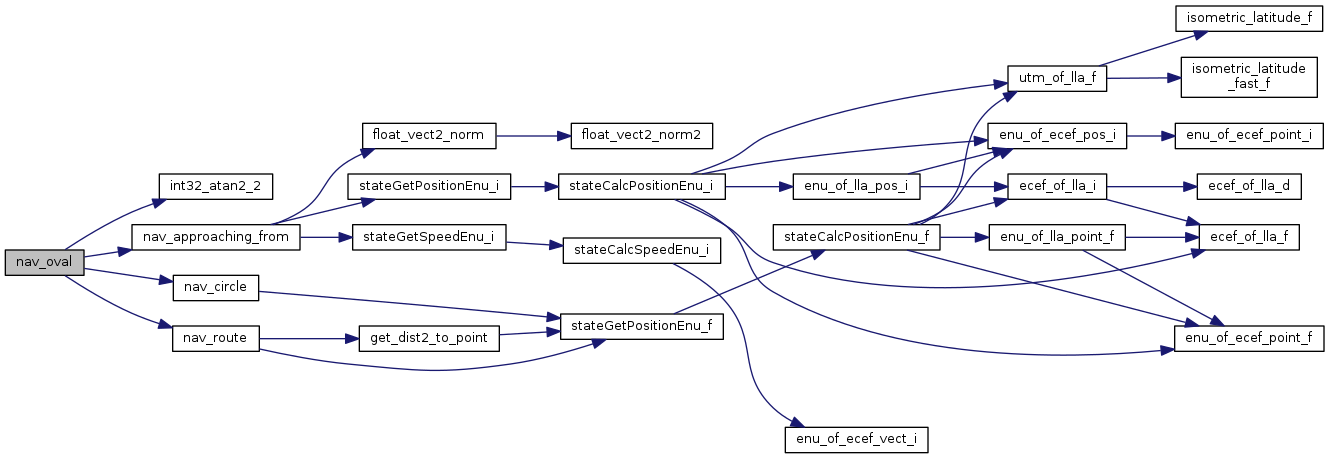 isometric_latitude_f
isometric_latitude
_fast_f
utm_of_lla_f
float_vect2_norm
float_vect2_norm2
enu_of_ecef_pos_i
enu_of_ecef_point_i
int32_atan2_2
stateGetPositionEnu_i
stateCalcPositionEnu_i
enu_of_lla_pos_i
ecef_of_lla_i
ecef_of_lla_d
nav_approaching_from
stateGetSpeedEnu_i
stateCalcSpeedEnu_i
stateCalcPositionEnu_f
enu_of_lla_point_f
ecef_of_lla_f
nav_oval
nav_circle
nav_route
get_dist2_to_point
stateGetPositionEnu_f
enu_of_ecef_point_f
enu_of_ecef_vect_i